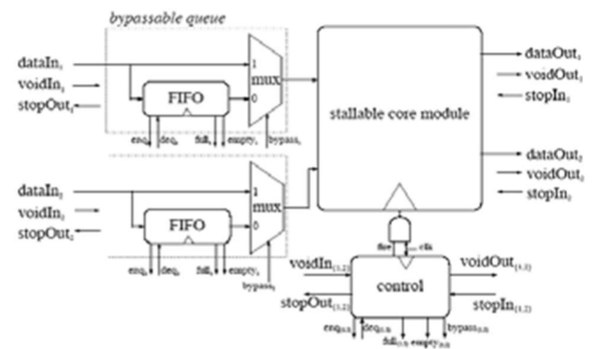 bypassable queue
dataIn₁
voidIn₁
stopOut₁
FIFO
1
mux
0
enq₁ deq₁ full₁ empty₁ bypass₁
stallable core module
dataOut₁
voidOut₁
stopIn₁
dataIn₂
voidIn₂
stopOut₂
FIFO
1
mux
0
enq₂ deq₂ full₂ empty₂
bypass₂
dataOut₂
voidOut₂
stopIn₂
fire clk
voidIn[1,2]
voidOut[1,2]
control
stopOut[1,2]
stopIn[1,2]
enq[1,2] deq[1,2] full[1,2] empty[1,2] bypass[1,2]